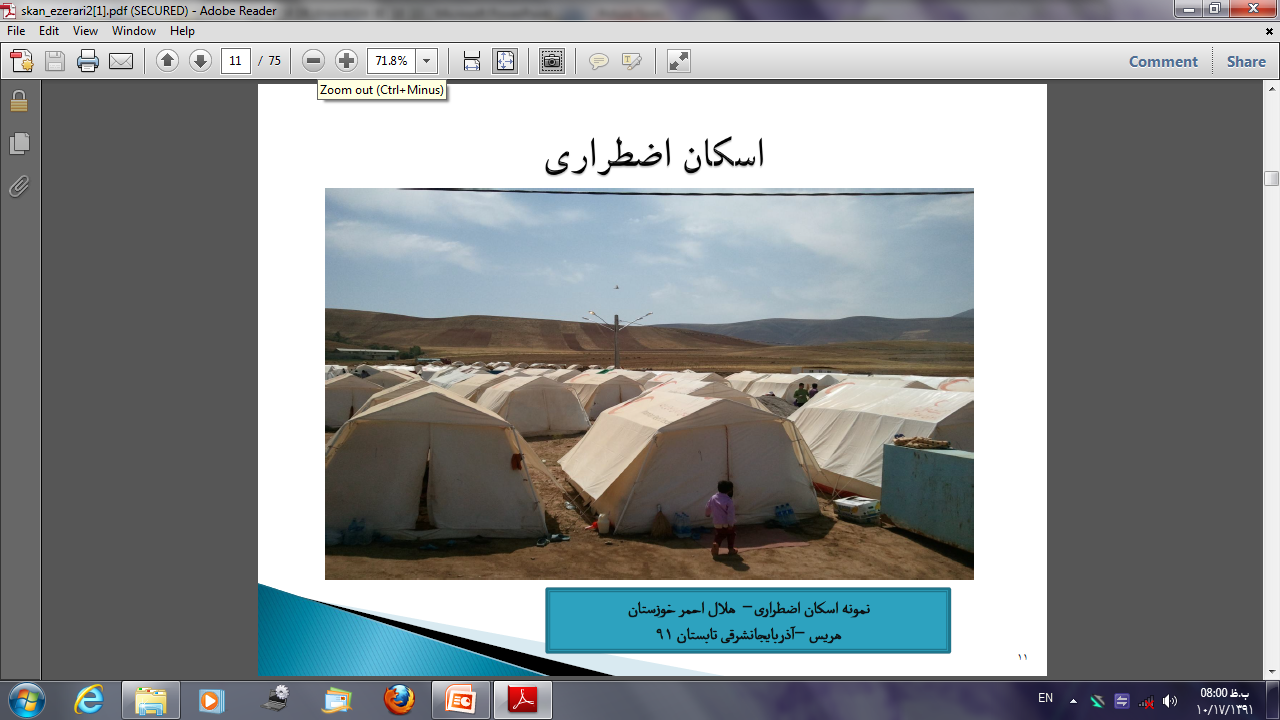 skan_ezerari2[1].pdf (SECURED) - Adobe Reader
File Edit View Window Help
11 / 75 71.8% Comment Share
Zoom out (Ctrl+Minus)
اسکان اضطراری
نمونه اسکان اضطراری– هلال احمر خوزستان
هریس –آذربایجانشرقی تابستان ۹۱
۱۱
EN
08:00 ب.ظ
۱۰/۱۷/۱۳۹۱